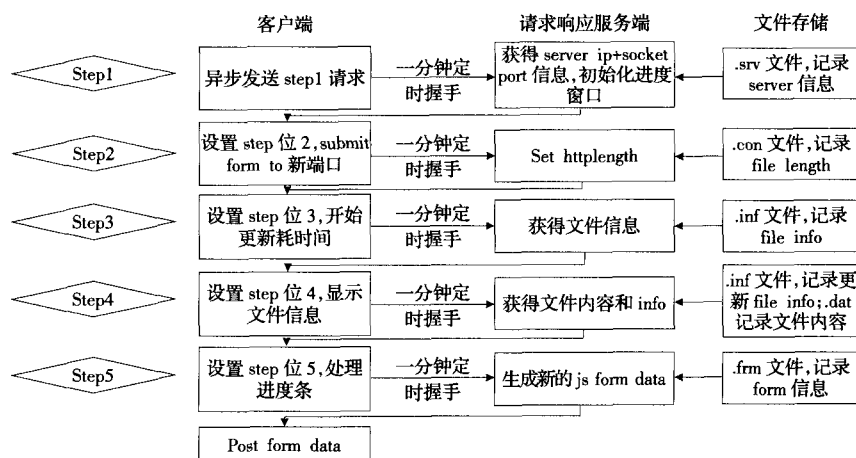 客户端 请求响应服务端 文件存储
Step1
异步发送 step1 请求
一分钟定
时握手
获得 server ip+socket
port 信息,初始化进度
窗口
.srv 文件,记录
server 信息
Step2
设置 step 位 2,submit
form to 新端口
一分钟定
时握手
Set httplength
.con 文件,记录
file length
Step3
设置 step 位 3,开始
更新耗时间
一分钟定
时握手
获得文件信息
.inf 文件,记录
file info
Step4
设置 step 位 4,显示
文件信息
一分钟定
时握手
获得文件内容和 info
.inf 文件,记录更
新 file info;.dat
记录文件内容
Step5
设置 step 位 5,处理
进度条
一分钟定
时握手
生成新的 js form data
.frm 文件,记录
form 信息
Post form data